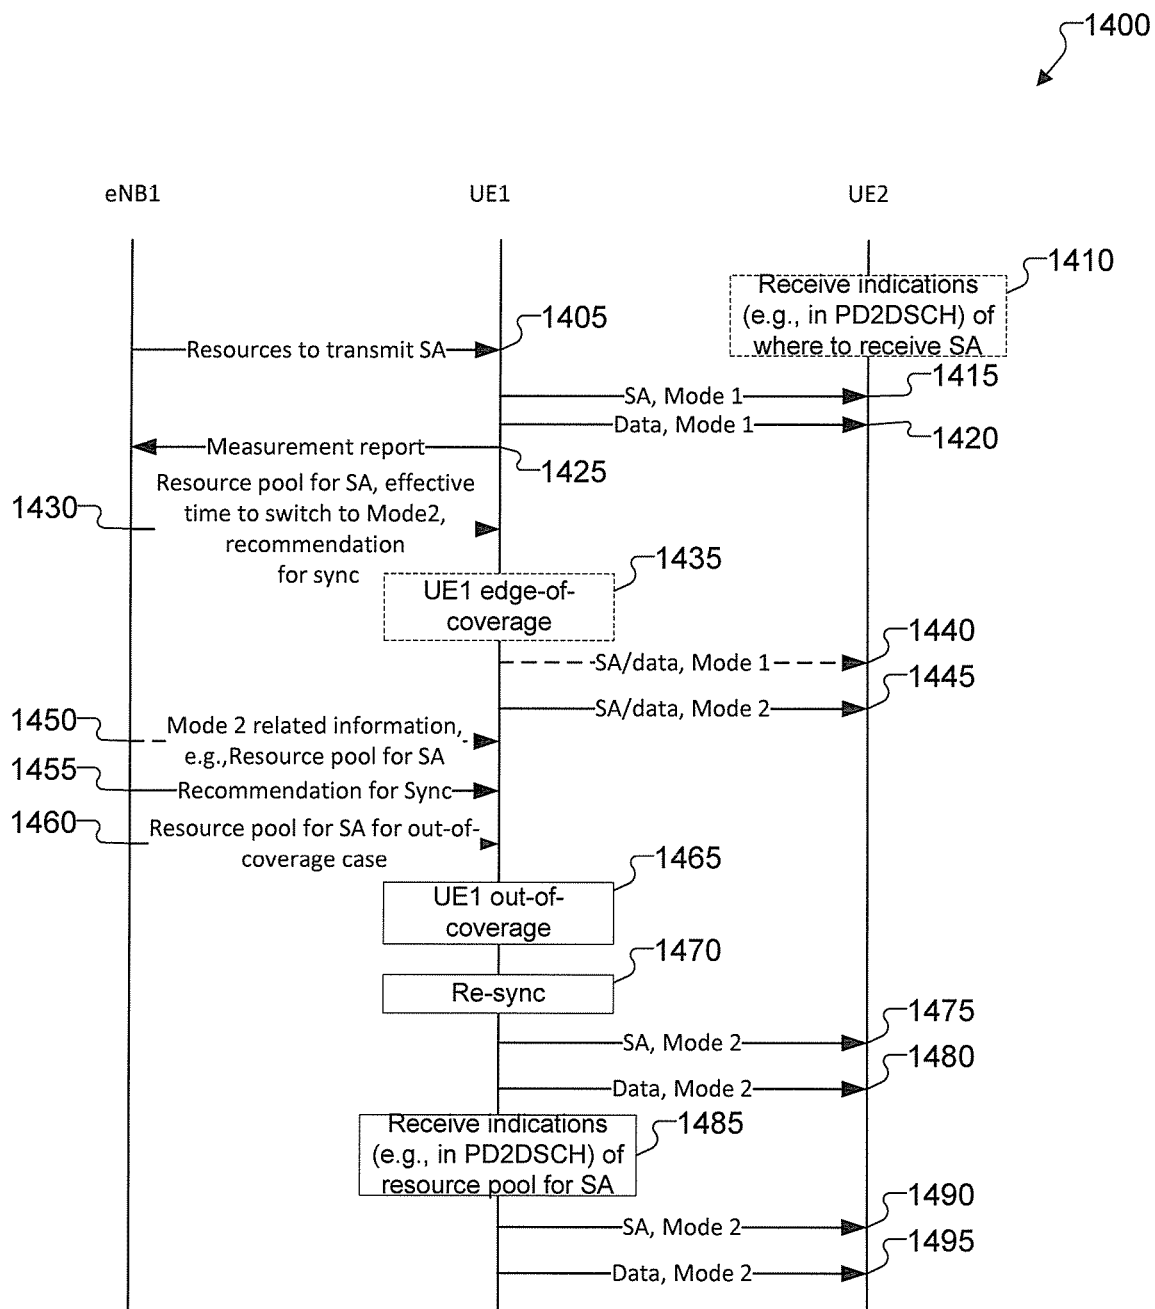 1400
eNB1
UE1
UE2
1410
Receive indications
(e.g., in PD2DSCH) of
where to receive SA
1405
Resources to transmit SA
1415
SA, Mode 1
Data, Mode 1
1420
Measurement report
1425
Resource pool for SA, effective
time to switch to Mode2,
recommendation
for sync
1430
1435
UE1 edge-of-
coverage
1440
SA/data, Mode 1
1445
SA/data, Mode 2
1450
Mode 2 related information,
e.g.,Resource pool for SA
1455
Recommendation for Sync
1460
Resource pool for SA for out-of-
coverage case
1465
UE1 out-of-
coverage
1470
Re-sync
1475
SA, Mode 2
1480
Data, Mode 2
1485
Receive indications
(e.g., in PD2DSCH) of
resource pool for SA
1490
SA, Mode 2
1495
Data, Mode 2